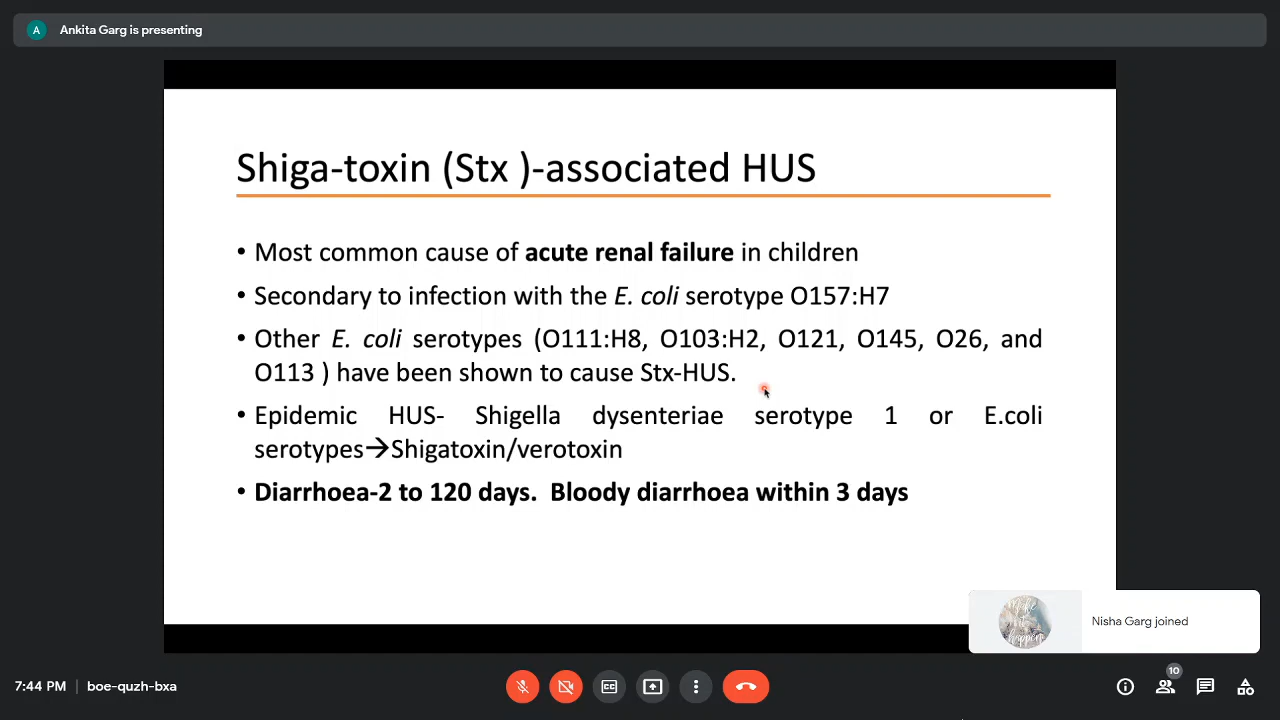 A
Ankita Garg is presenting
Shiga-toxin (Stx )-associated HUS
• Most common cause of acute renal failure in children
• Secondary to infection with the E. coli serotype O157:H7
• Other E. coli serotypes (O111:H8, O103:H2, O121, O145, O26, and
O113 ) have been shown to cause Stx-HUS.
• Epidemic HUS- Shigella dysenteriae serotype 1 or E.coli
serotypes→Shigatoxin/verotoxin
• Diarrhoea-2 to 120 days. Bloody diarrhoea within 3 days
make
it
happen
Nisha Garg joined
7:44 PM
boe-quzh-bxa
CC
10